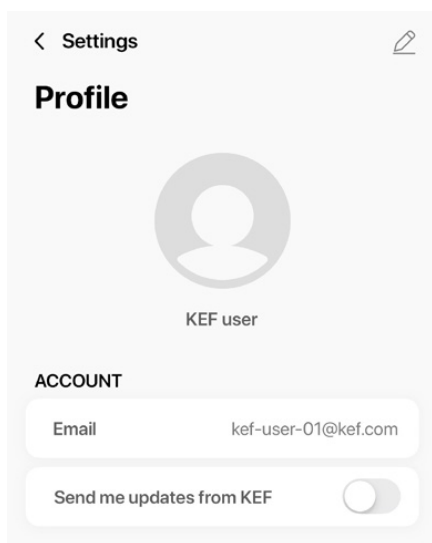 Settings
Profile
KEF user
ACCOUNT
Email kef-user-01@kef.com
Send me updates from KEF